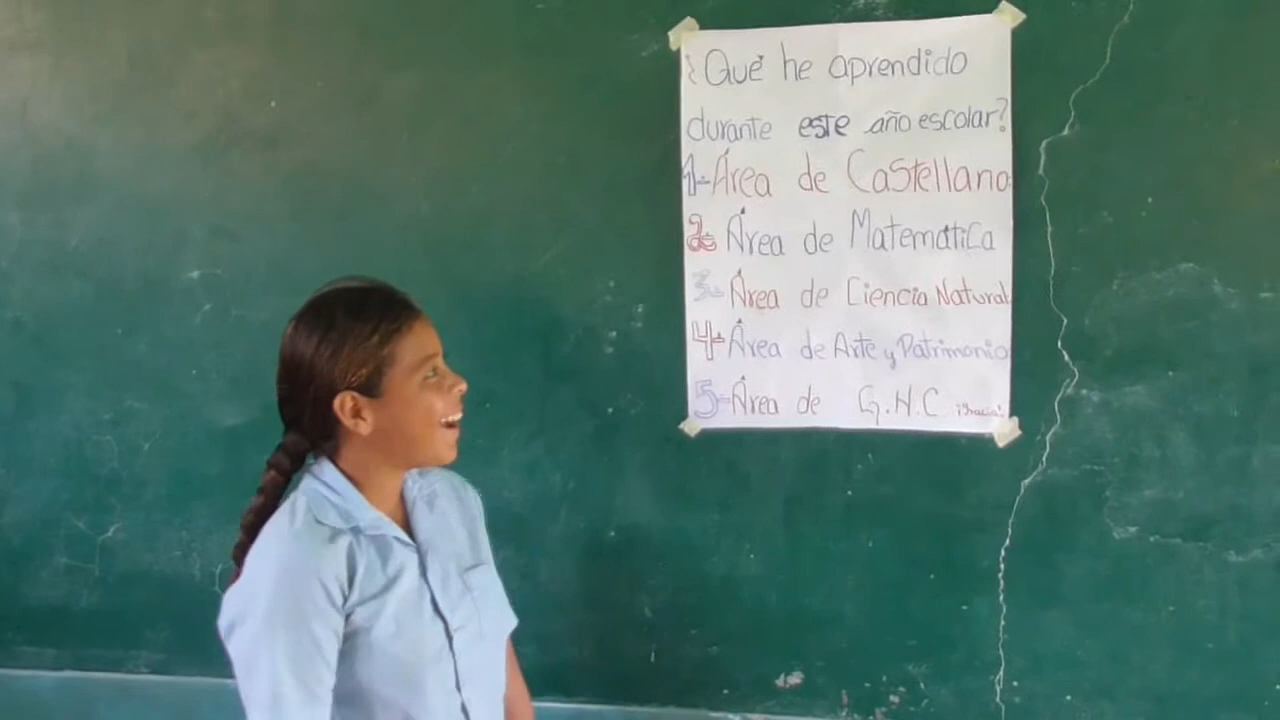 ¿Qué he aprendido
durante este año escolar?
1-Área de Castellano
2- Área de Matemática
3- Área de Ciencia Natural
4- Área de Arte y Patrimonio
5-Área de G.H.C ¡Gracia!